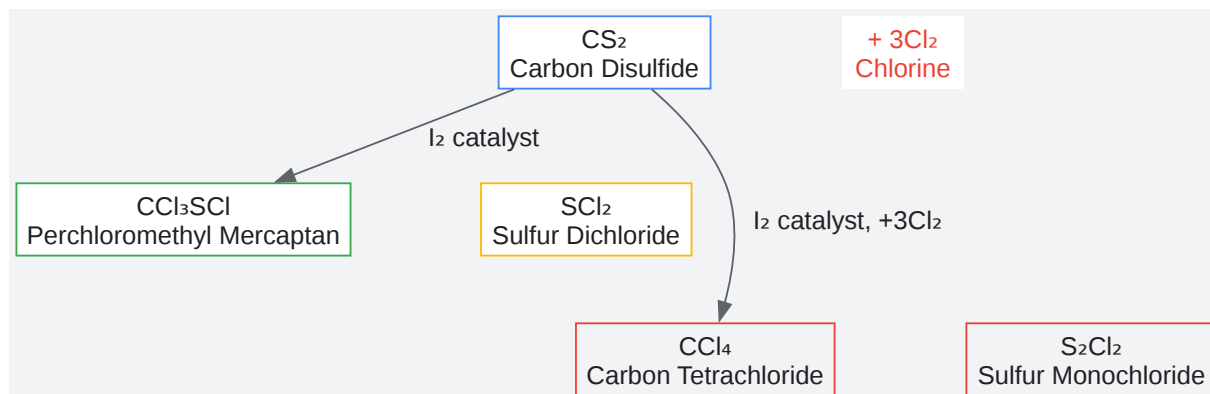 CS₂
Carbon Disulfide
+ 3Cl₂
Chlorine
I₂ catalyst
CCl₃SCl
Perchloromethyl Mercaptan
SCl₂
Sulfur Dichloride
I₂ catalyst, +3Cl₂
CCl₄
Carbon Tetrachloride
S₂Cl₂
Sulfur Monochloride